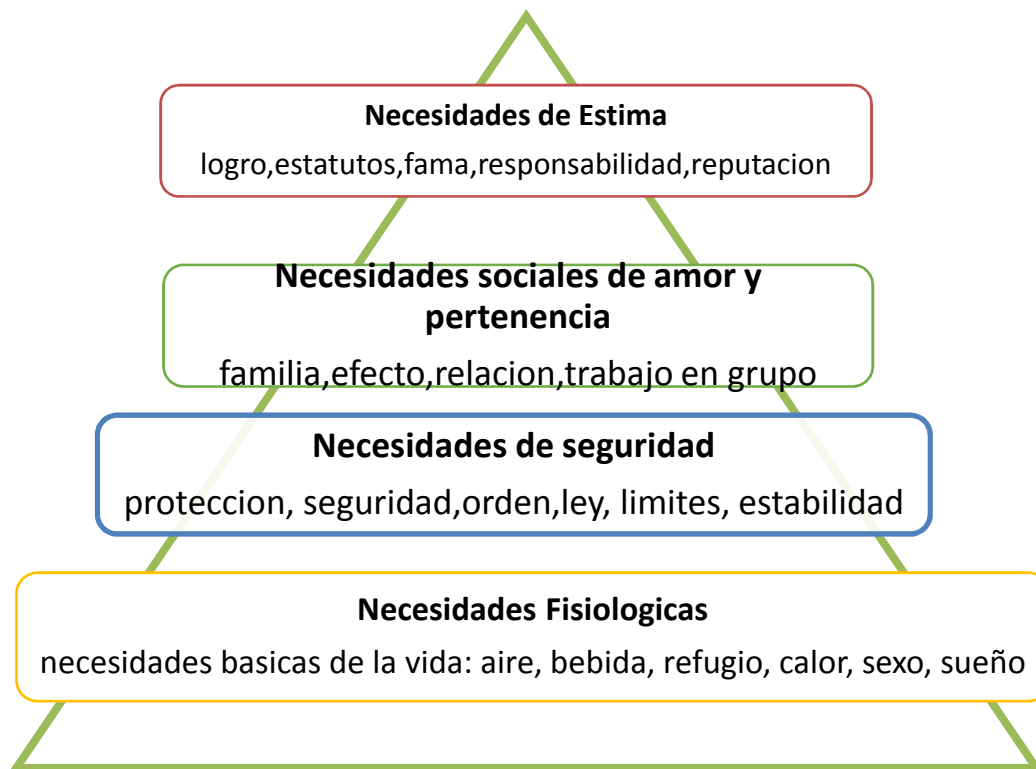 Necesidades de Estima
logro,estatutos,fama,responsabilidad,reputacion
Necesidades sociales de amor y
pertenencia
familia,efecto,relacion,trabajo en grupo
Necesidades de seguridad
proteccion, seguridad,orden,ley, limites, estabilidad
Necesidades Fisiologicas
necesidades basicas de la vida: aire, bebida, refugio, calor, sexo, sueño